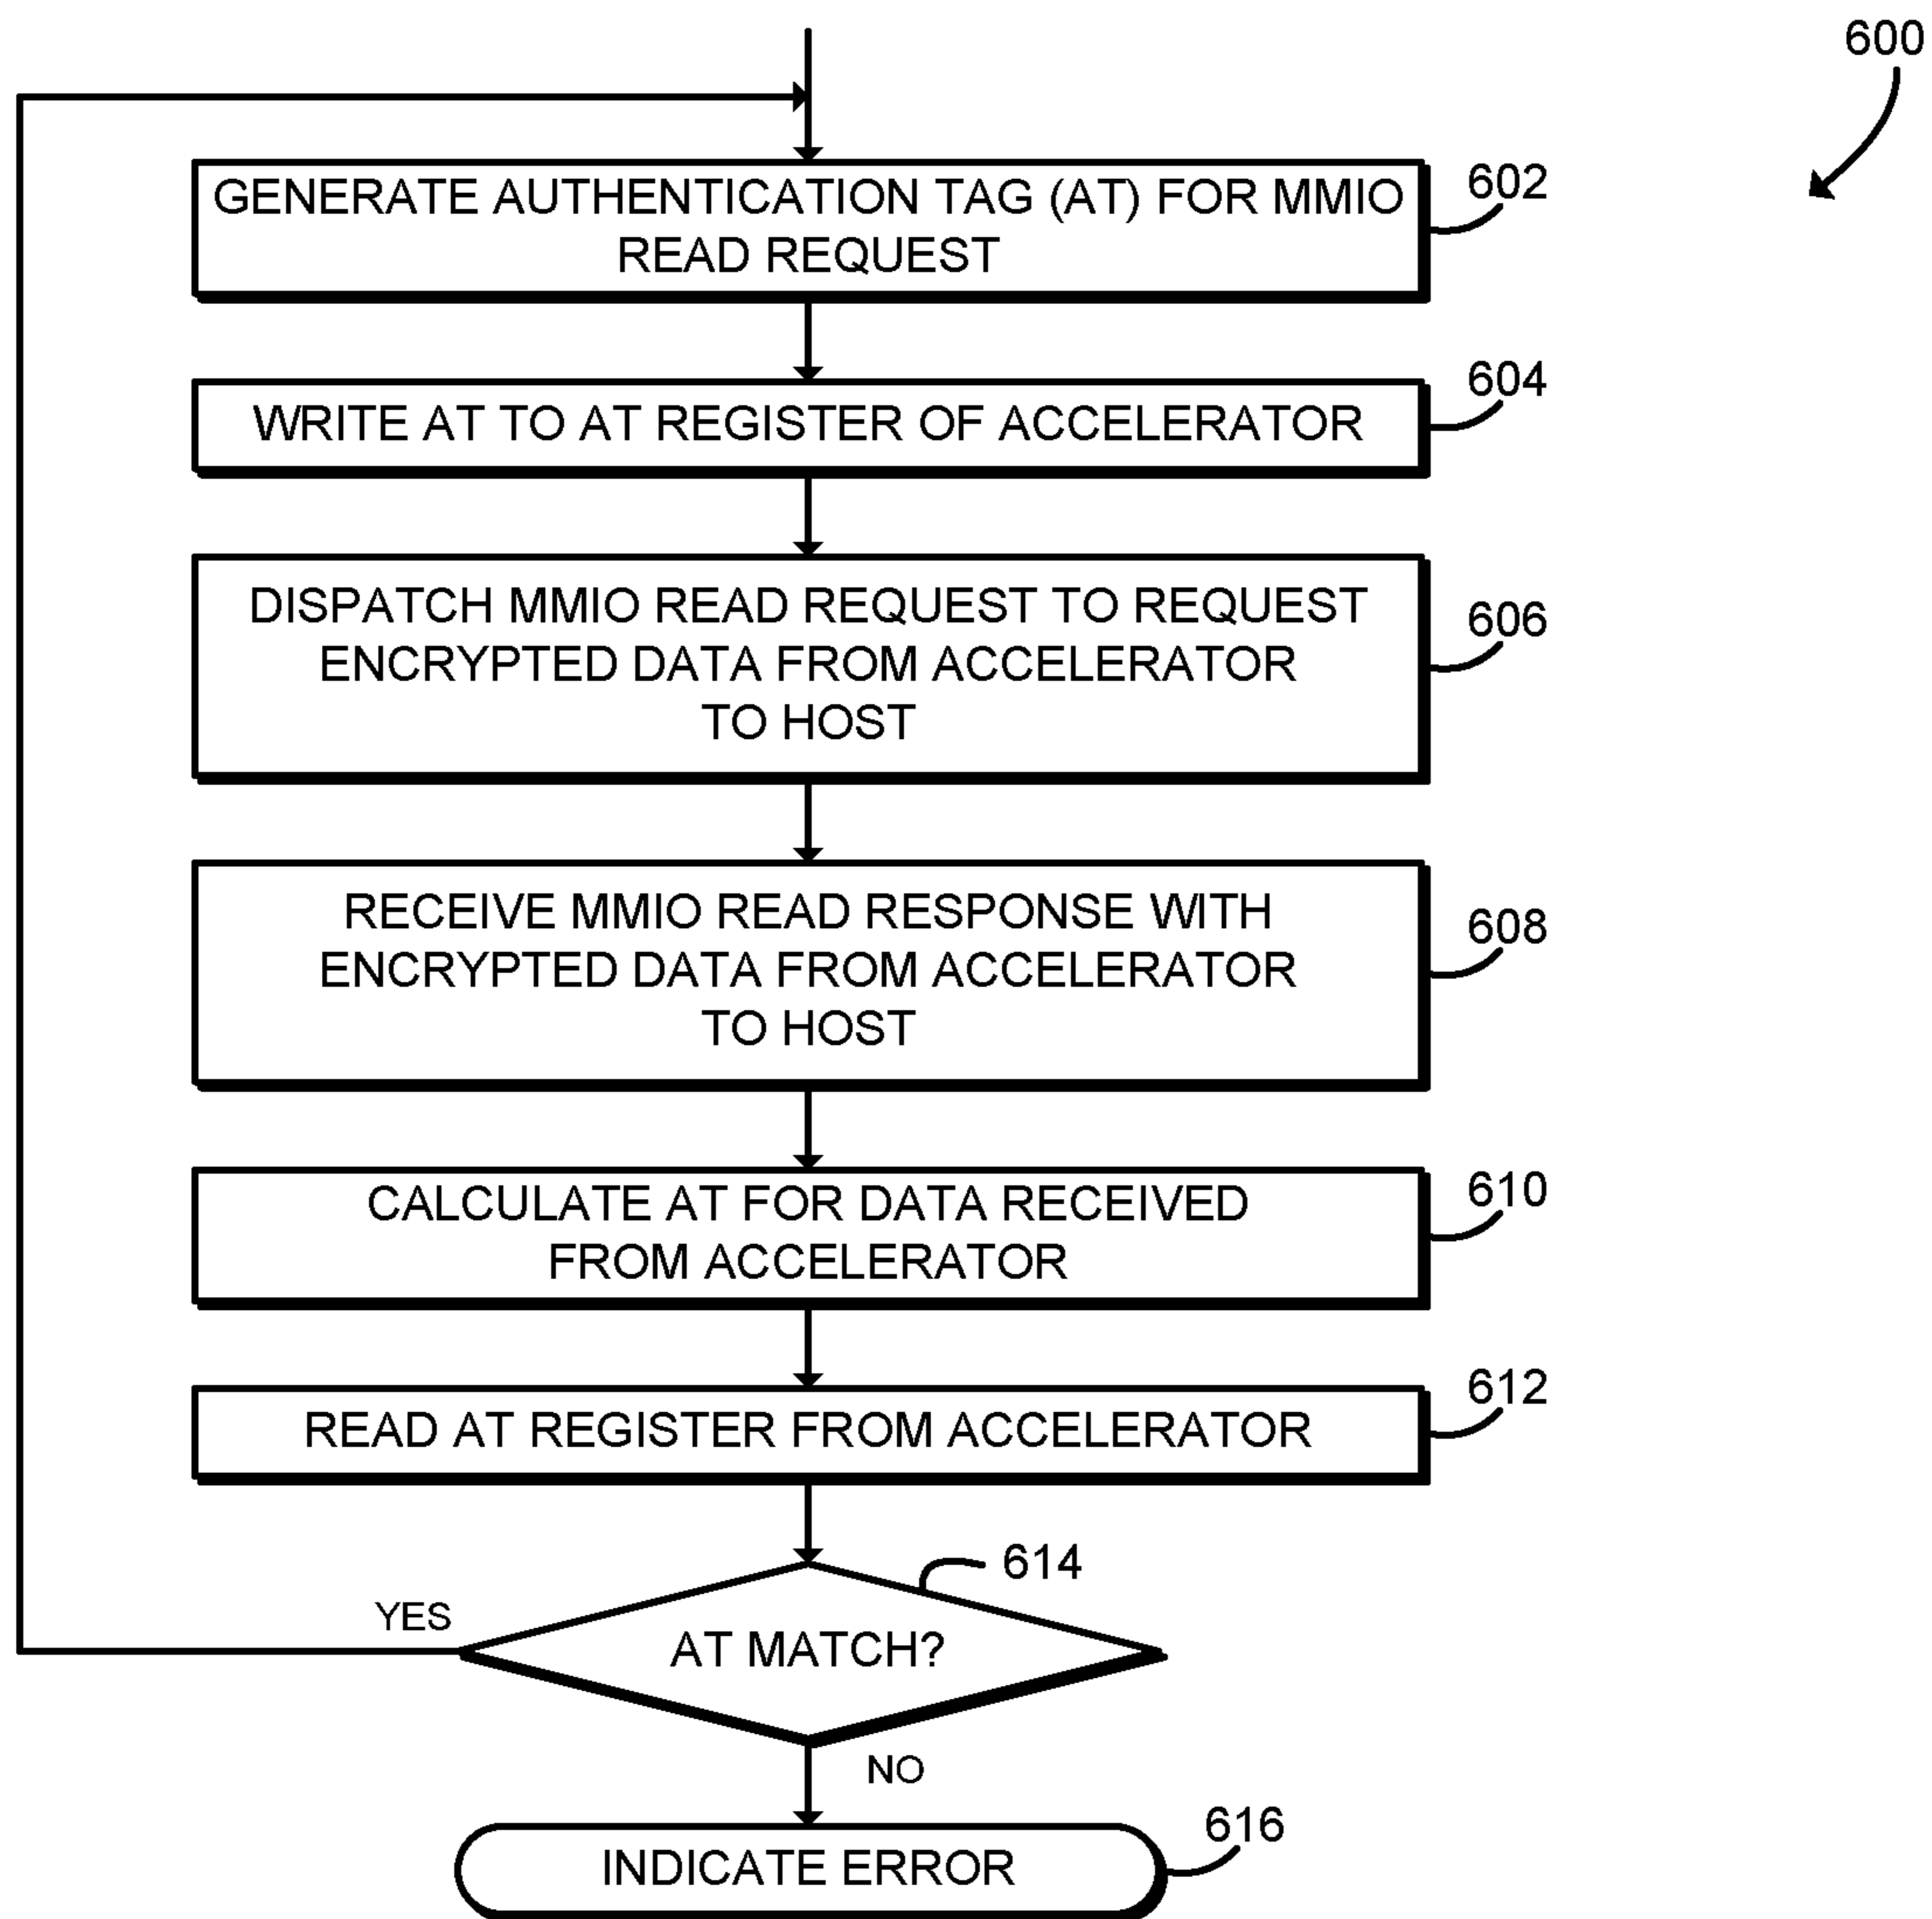 600
GENERATE AUTHENTICATION TAG (AT) FOR MMIO
READ REQUEST
602
WRITE AT TO AT REGISTER OF ACCELERATOR
604
DISPATCH MMIO READ REQUEST TO REQUEST
ENCRYPTED DATA FROM ACCELERATOR
TO HOST
606
RECEIVE MMIO READ RESPONSE WITH
ENCRYPTED DATA FROM ACCELERATOR
TO HOST
608
CALCULATE AT FOR DATA RECEIVED
FROM ACCELERATOR
610
READ AT REGISTER FROM ACCELERATOR
612
614
YES
AT MATCH?
NO
INDICATE ERROR
616